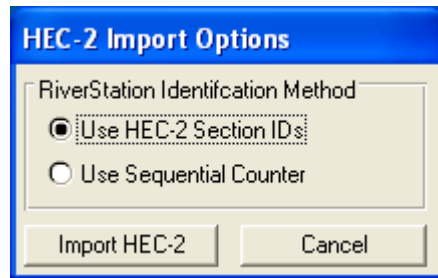 HEC-2 Import Options
RiverStation Identifcation Method
Use HEC-2 Section IDs
Use Sequential Counter
Import HEC-2 Cancel